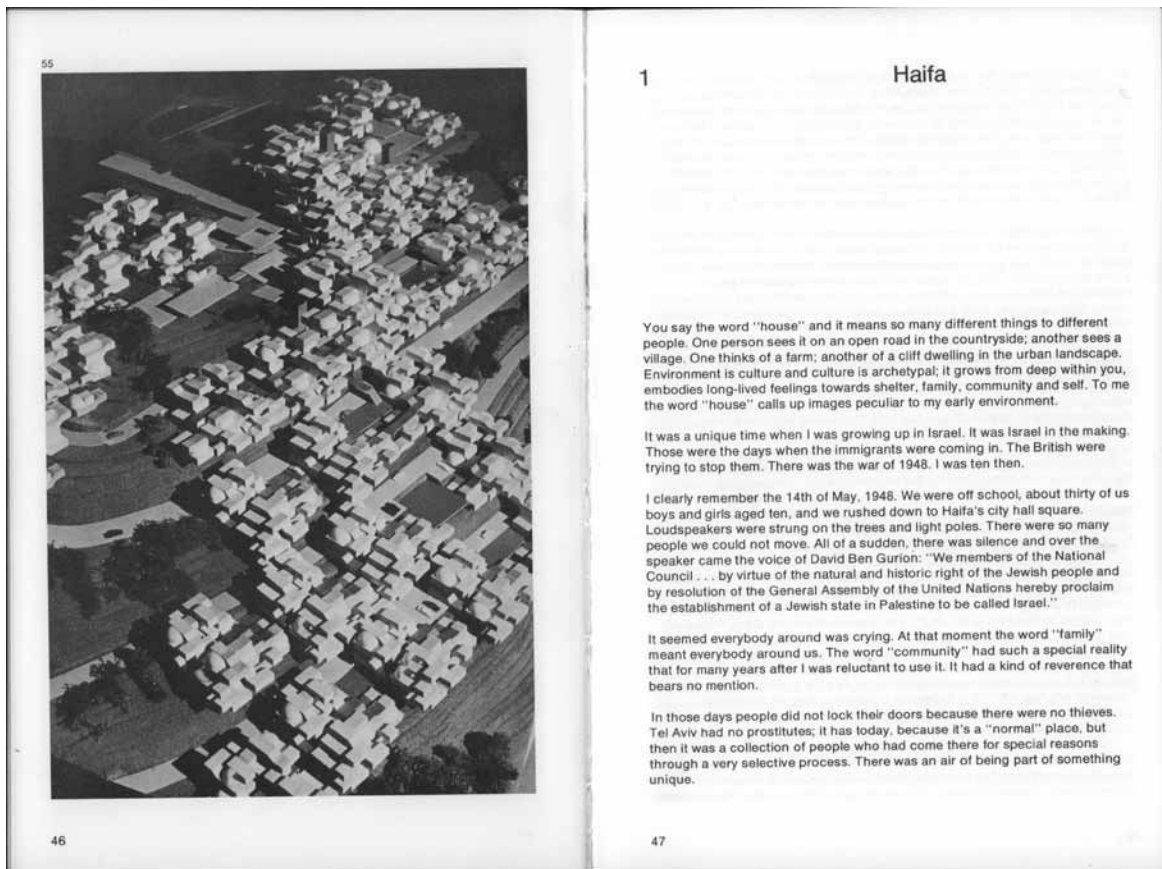 55
46
1
Haifa
You say the word "house" and it means so many different things to different
people. One person sees it on an open road in the countryside; another sees a
village. One thinks of a farm; another of a cliff dwelling in the urban landscape.
Environment is culture and culture is archetypal; it grows from deep within you,
embodies long-lived feelings towards shelter, family, community and self. To me
the word "house" calls up images peculiar to my early environment.
It was a unique time when I was growing up in Israel. It was Israel in the making.
Those were the days when the immigrants were coming in. The British were
trying to stop them. There was the war of 1948. I was ten then.
I clearly remember the 14th of May, 1948. We were off school, about thirty of us
boys and girls aged ten, and we rushed down to Haifa's city hall square.
Loudspeakers were strung on the trees and light poles. There were so many
people we could not move. All of a sudden, there was silence and over the
speaker came the voice of David Ben Gurion: "We members of the National
Council . . . by virtue of the natural and historic right of the Jewish people and
by resolution of the General Assembly of the United Nations hereby proclaim
the establishment of a Jewish state in Palestine to be called Israel."
It seemed everybody around was crying. At that moment the word "family"
meant everybody around us. The word "community" had such a special reality
that for many years after I was reluctant to use it. It had a kind of reverence that
bears no mention.
In those days people did not lock their doors because there were no thieves.
Tel Aviv had no prostitutes; it has today, because it's a "normal" place, but
then it was a collection of people who had come there for special reasons
through a very selective process. There was an air of being part of something
unique.
47